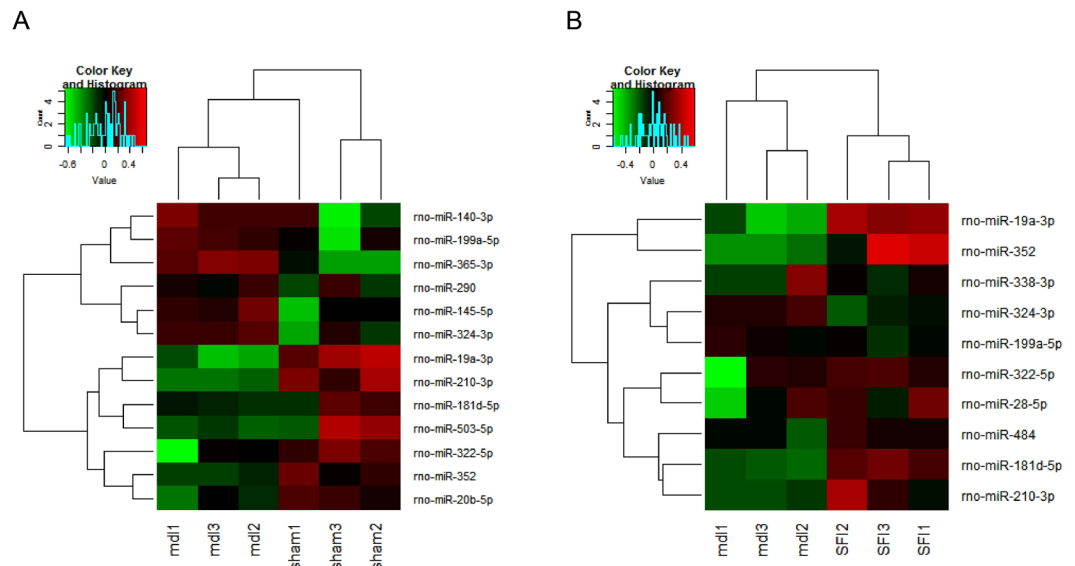 A
B
Color Key
and Histogram
Count
0 2 4
-0.6 0 0.4
Value
rno-miR-140-3p
rno-miR-199a-5p
rno-miR-365-3p
rno-miR-290
rno-miR-145-5p
rno-miR-324-3p
rno-miR-19a-3p
rno-miR-210-3p
rno-miR-181d-5p
rno-miR-503-5p
rno-miR-322-5p
rno-miR-352
rno-miR-20b-5p
mdl1 mdl3 mdl2 sham1 sham3 sham2
Color Key
and Histogram
Count
0 2 4
-0.4 0 0.4
Value
rno-miR-19a-3p
rno-miR-352
rno-miR-338-3p
rno-miR-324-3p
rno-miR-199a-5p
rno-miR-322-5p
rno-miR-28-5p
rno-miR-484
rno-miR-181d-5p
rno-miR-210-3p
mdl1 mdl3 mdl2 SFI2 SFI3 SFI1